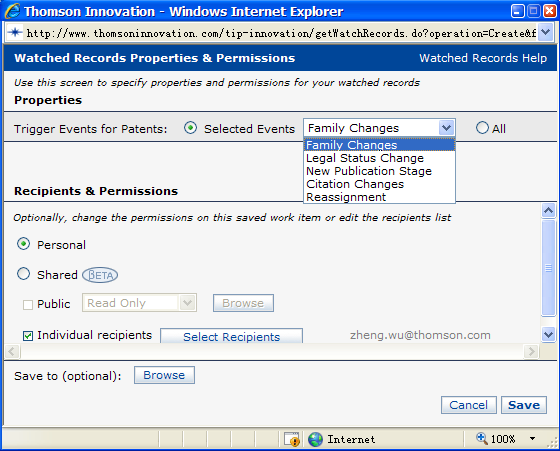 Thomson Innovation - Windows Internet Explorer
http://www.thomsoninnovation.com/tip-innovation/getWatchRecords.do?operation=Create&f
Watched Records Properties & Permissions Watched Records Help
Use this screen to specify properties and permissions for your watched records
Properties
Trigger Events for Patents: Selected Events Family Changes All
Family Changes
Legal Status Change
New Publication Stage
Citation Changes
Reassignment
Recipients & Permissions
Optionally, change the permissions on this saved work item or edit the recipients list
Personal
Shared βETA
Public Read Only Browse
Individual recipients Select Recipients zheng.wu@thomson.com
Save to (optional): Browse
Cancel Save
Internet 100%